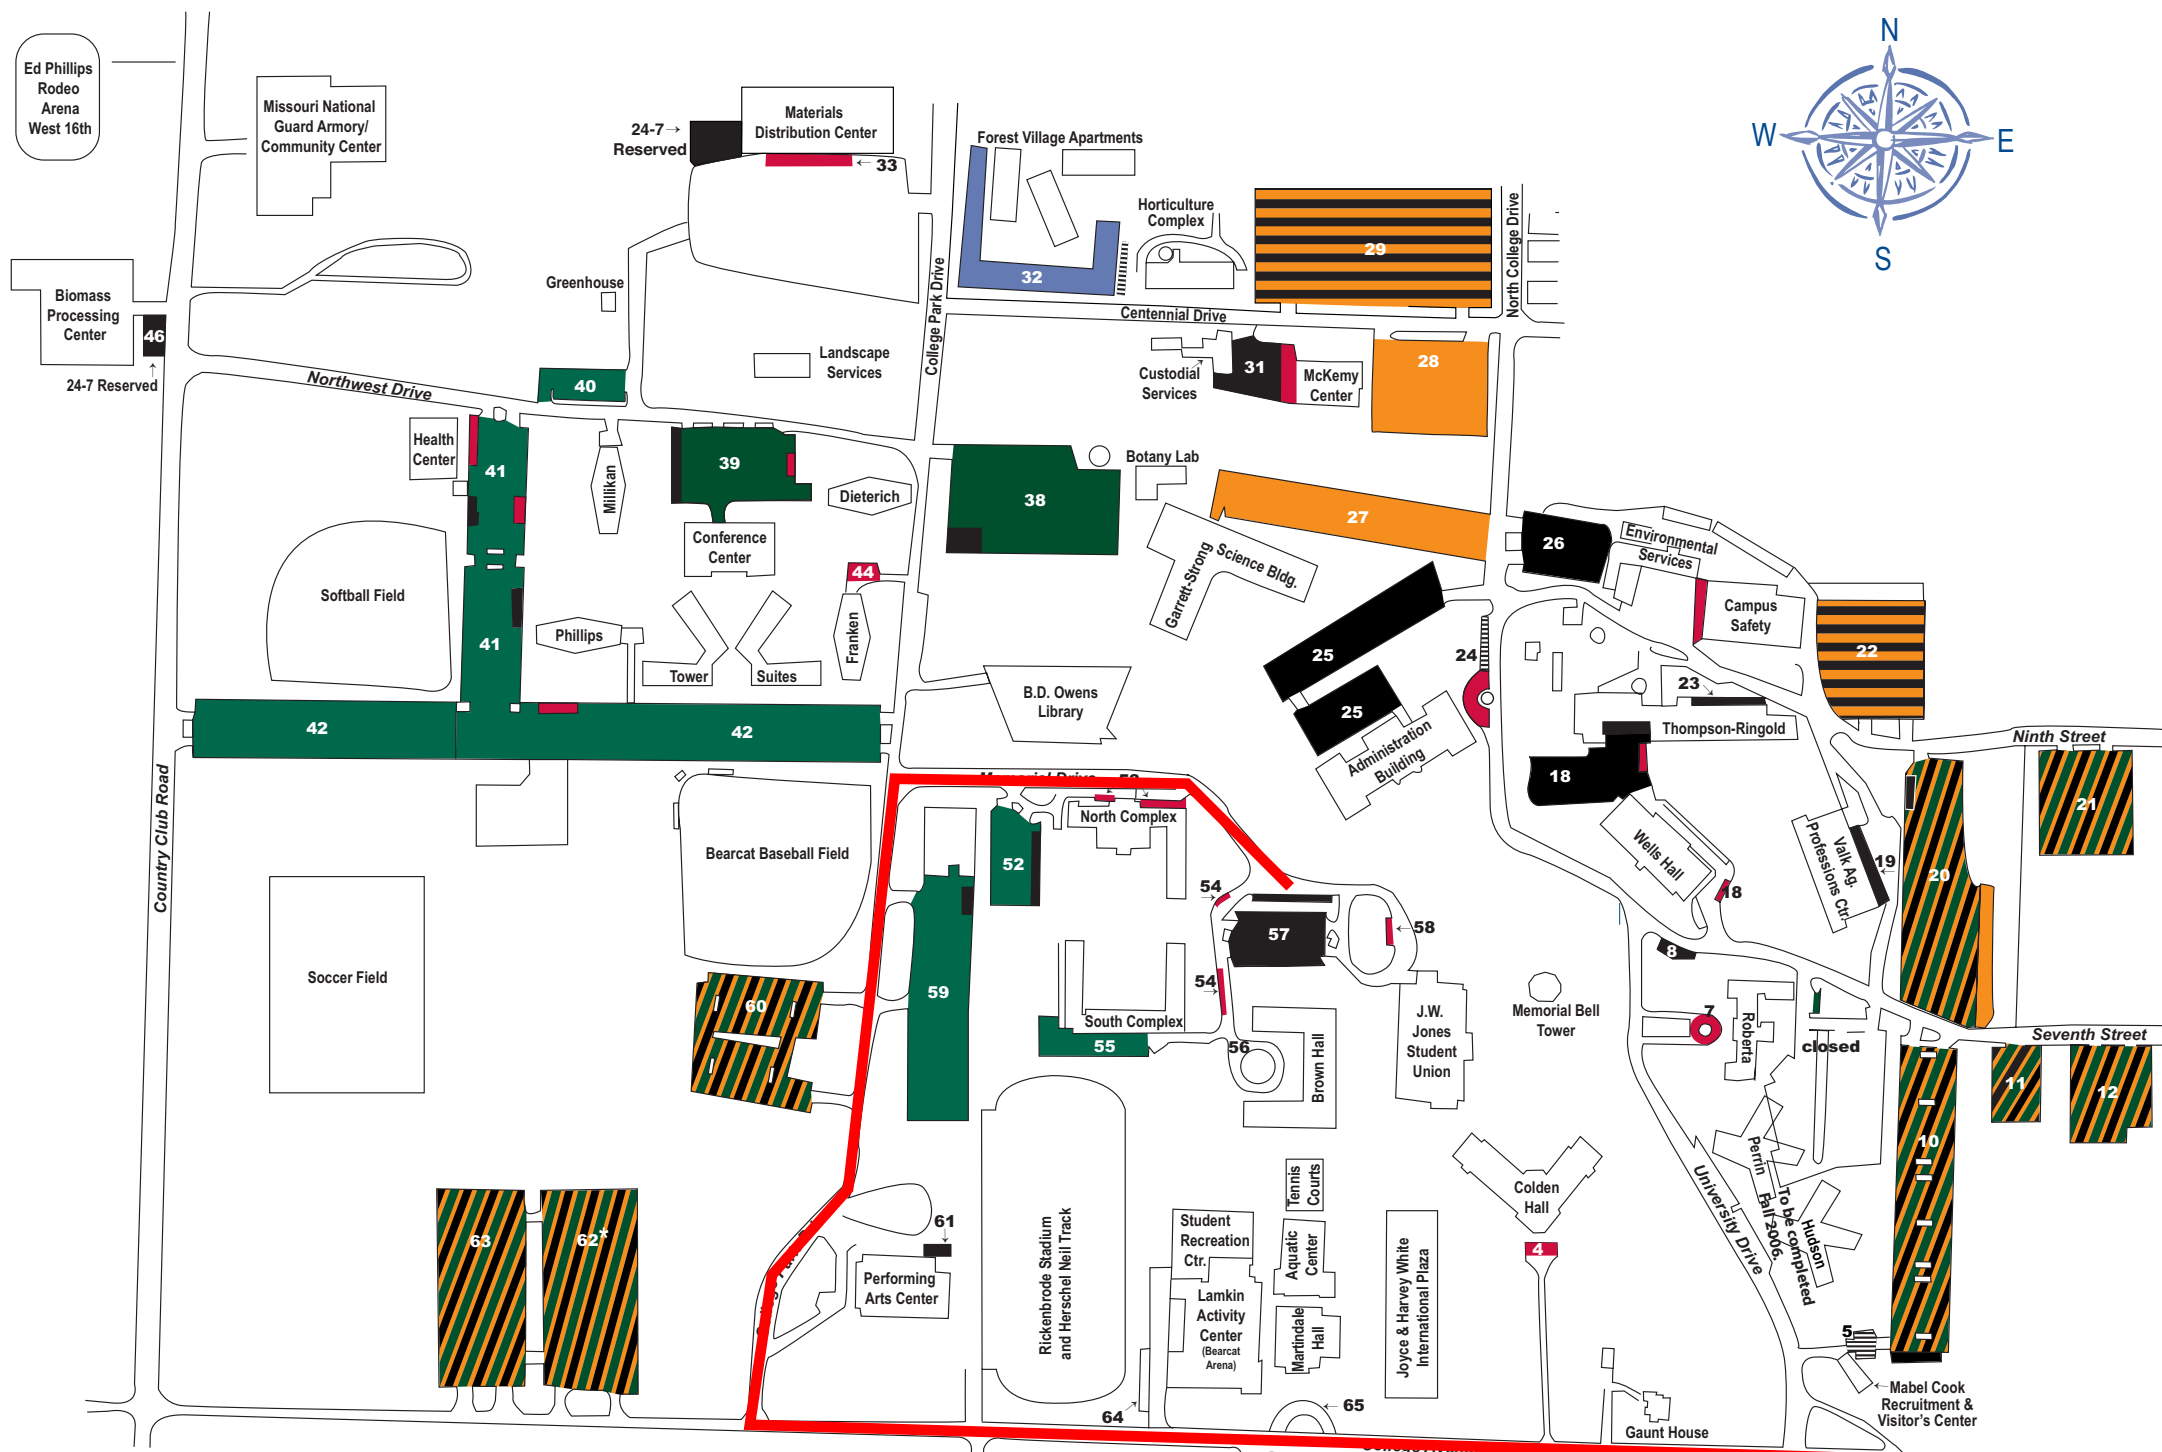 N
W
E
S
Ed Phillips
Rodeo
Arena
West 16th
Missouri National
Guard Armory/
Community Center
24-7→
Reserved
Materials
Distribution Center
← 33
Forest Village Apartments
32
Horticulture
Complex
29
North College Drive
College Park Drive
Centennial Drive
Biomass
Processing
Center
46
↑
24-7 Reserved
Greenhouse
Landscape
Services
Custodial
Services
31
McKemy
Center
28
Northwest Drive
40
Health
Center
41
Millikan
39
Dieterich
Conference
Center
38
Botany Lab
27
Garrett-Strong
Science Bldg.
26
Environmental
Services
Campus
Safety
22
Softball Field
41
Phillips
Tower
Suites
44
Franken
B.D. Owens
Library
25
25
24
Administration
Building
23
Thompson-Ringold
18
Ninth Street
42
42
Country Club Road
Memorial Drive
North Complex
52
Bearcat Baseball Field
Wells Hall
18
Valk Ag.
Professions Ctr.
19
20
21
Soccer Field
59
60
54
54
57
←58
South Complex
55
56
Brown Hall
J.W.
Jones
Student
Union
Memorial Bell
Tower
8
7
Roberta
closed
Seventh Street
11
12
10
63
62*
61
Performing
Arts Center
Rickenbrode Stadium
and Herschel Neil Track
Student
Recreation
Ctr.
Lamkin
Activity
Center
(Bearcat
Arena)
Tennis
Courts
Aquatic
Center
Martindale
Hall
Joyce & Harvey White
International Plaza
Colden
Hall
4
University Drive
Perrin
Hudson
To be completed
Fall 2006.
5
←Mabel Cook
Recruitment &
Visitor's Center
64
← 65
Gaunt House